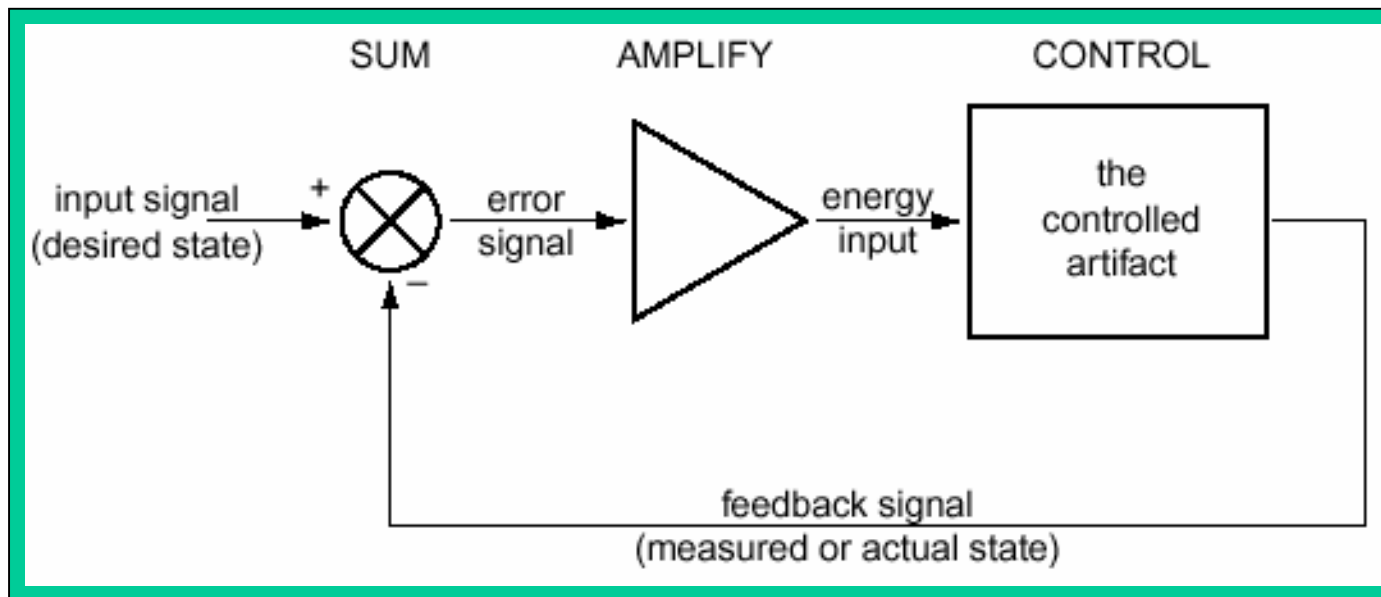 SUM
AMPLIFY
CONTROL
input signal
(desired state)
+
–
error
signal
energy
input
the
controlled
artifact
feedback signal
(measured or actual state)